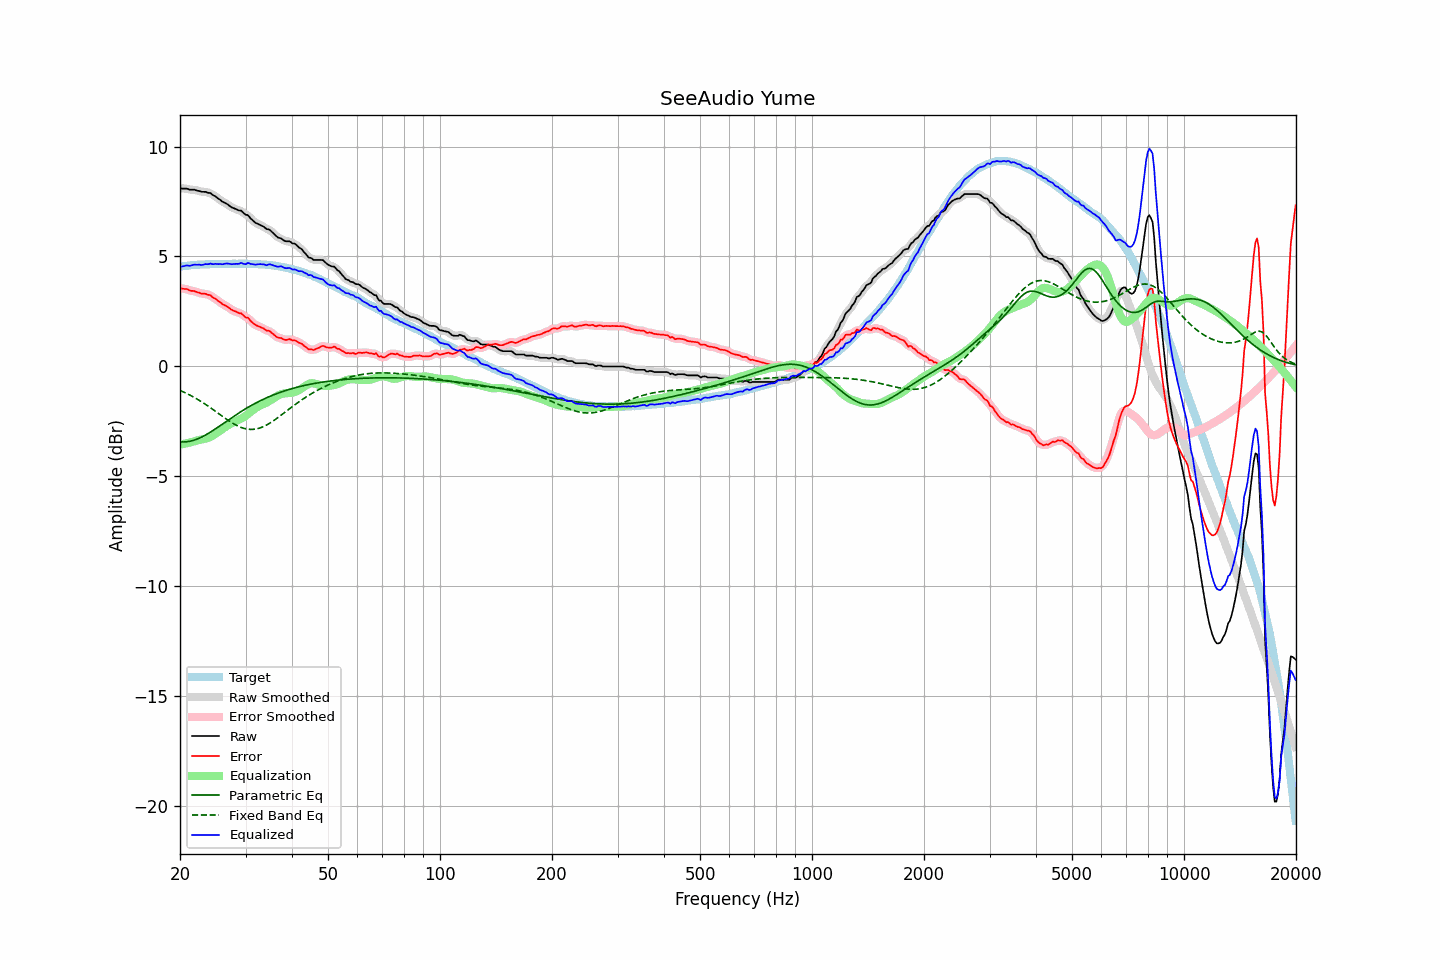 SeeAudio Yume
10
5
0
−5
−10
−15
−20
Amplitude (dBr)
Target
Raw Smoothed
Error Smoothed
Raw
Error
Equalization
Parametric Eq
Fixed Band Eq
Equalized
20 50 100 200 500 1000 2000 5000 10000 20000
Frequency (Hz)